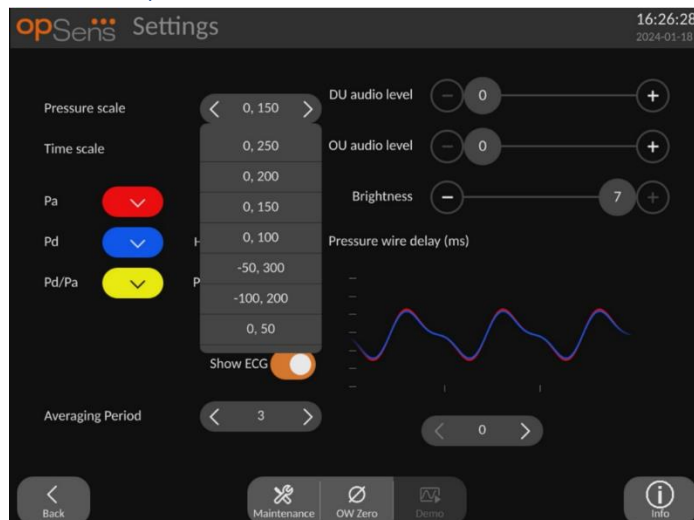 opSens Settings
16:26:28
2024-01-18
Pressure scale
0, 150
Time scale
0, 250
0, 200
0, 150
0, 100
-50, 300
-100, 200
0, 50
Pa
Pd
H
Pd/Pa
P
Show ECG
Averaging Period
3
DU audio level
0
OU audio level
0
Brightness
7
Pressure wire delay (ms)
0
Back
Maintenance
OW Zero
Demo
Info